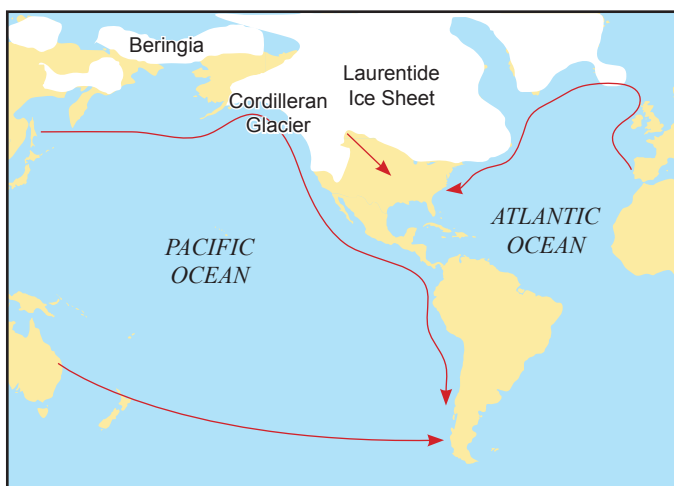 Beringia
Laurentide
Ice Sheet
Cordilleran
Glacier
ATLANTIC
OCEAN
PACIFIC
OCEAN